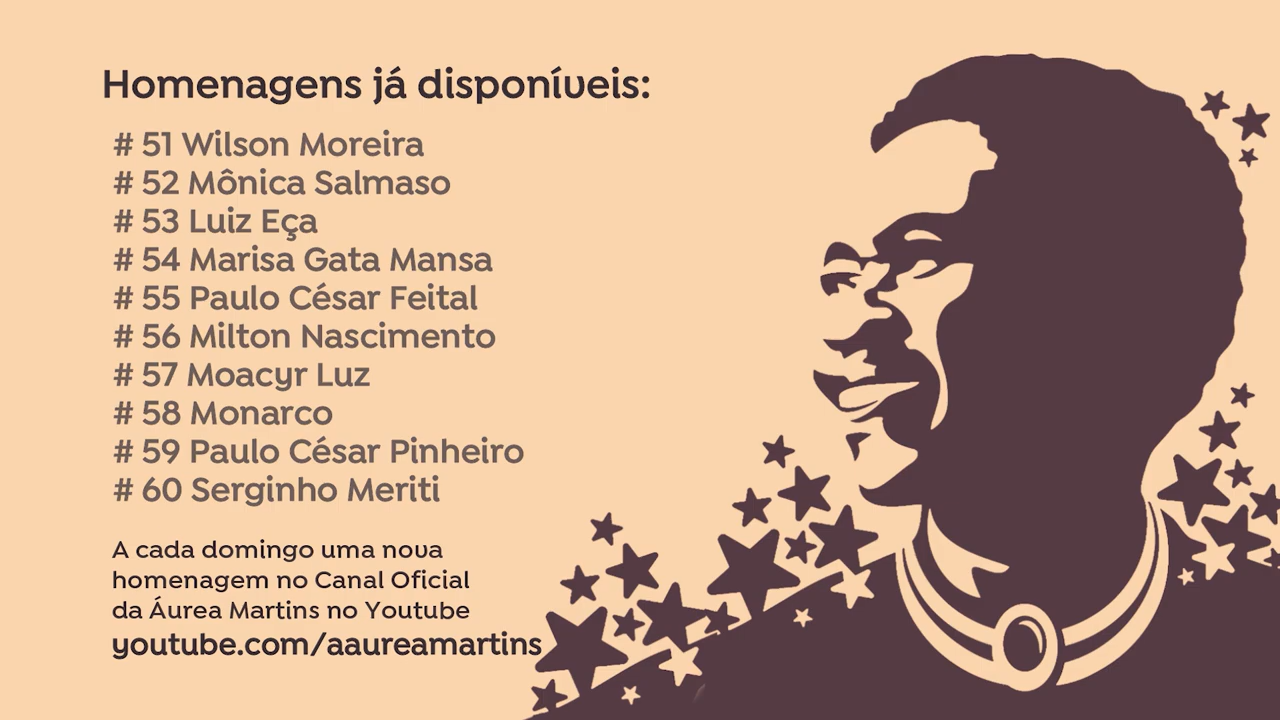 Homenagens já disponíveis:
# 51 Wilson Moreira
# 52 Mônica Salmaso
# 53 Luiz Eça
# 54 Marisa Gata Mansa
# 55 Paulo César Feital
# 56 Milton Nascimento
# 57 Moacyr Luz
# 58 Monarco
# 59 Paulo César Pinheiro
# 60 Serginho Meriti
A cada domingo uma nova
homenagem no Canal Oficial
da Áurea Martins no Youtube
youtube.com/aaureamartins